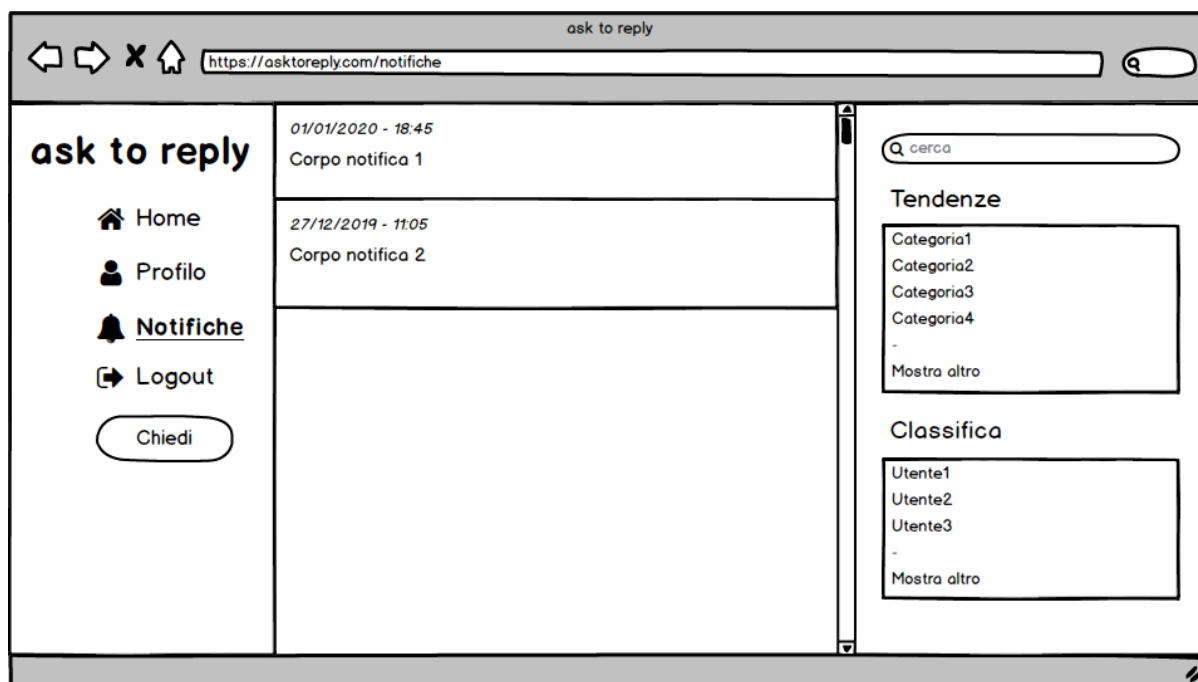 ask to reply
https://asktoreply.com/notifiche
ask to reply
Home
Profilo
Notifiche
Logout
Chiedi
01/01/2020 - 18:45
Corpo notifica 1
27/12/2019 - 11:05
Corpo notifica 2
cerca
Tendenze
Categoria1
Categoria2
Categoria3
Categoria4
-
Mostra altro
Classifica
Utente1
Utente2
Utente3
-
Mostra altro